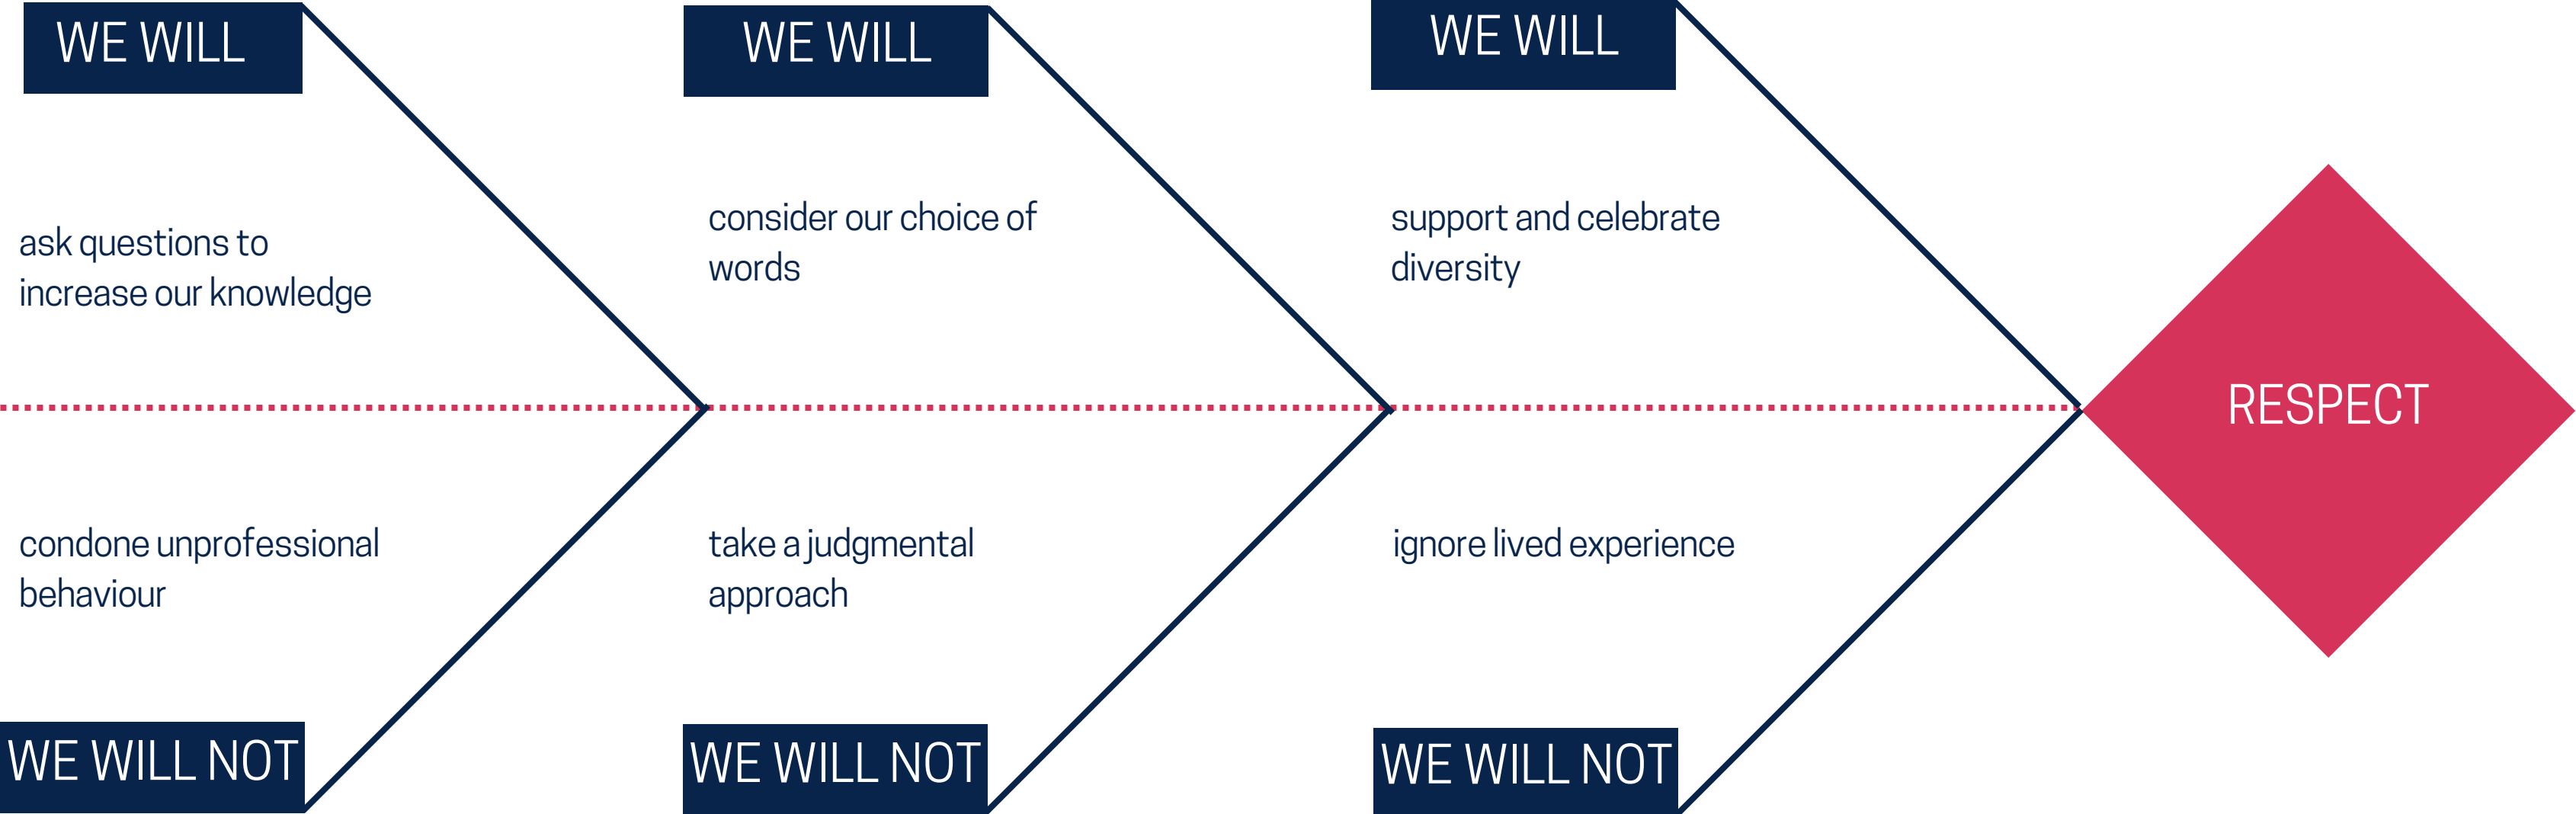 WE WILL
ask questions to
increase our knowledge
condone unprofessional
behaviour
WE WILL NOT
WE WILL
consider our choice of
words
take a judgmental
approach
WE WILL NOT
WE WILL
support and celebrate
diversity
ignore lived experience
WE WILL NOT
RESPECT